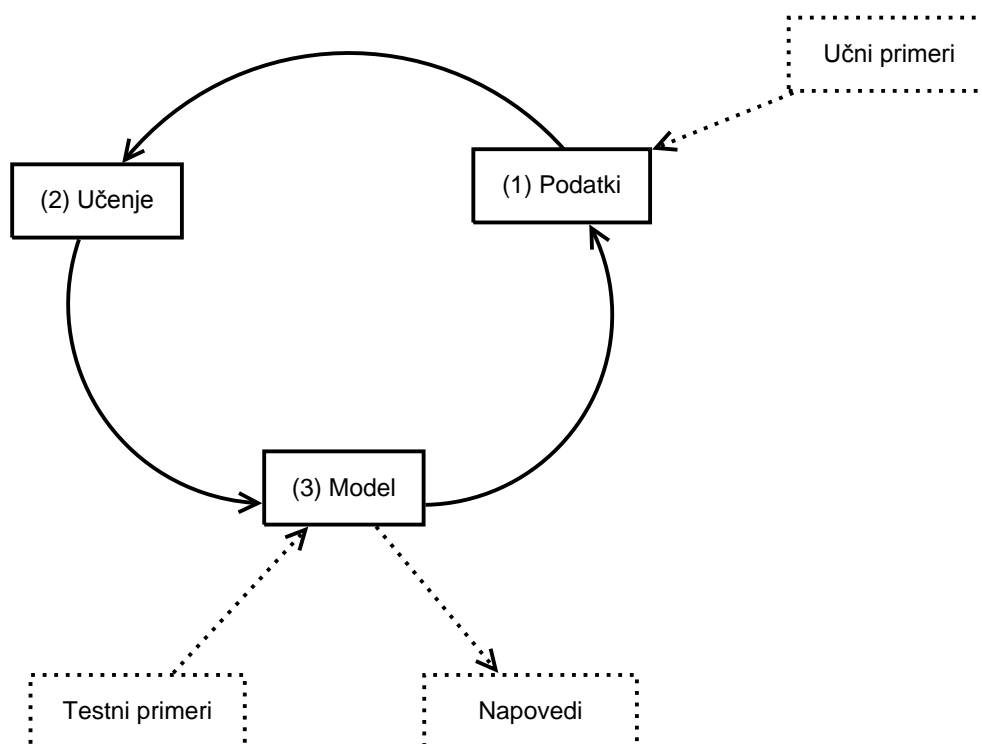 Učni primeri
(1) Podatki
(2) Učenje
(3) Model
Testni primeri
Napovedi